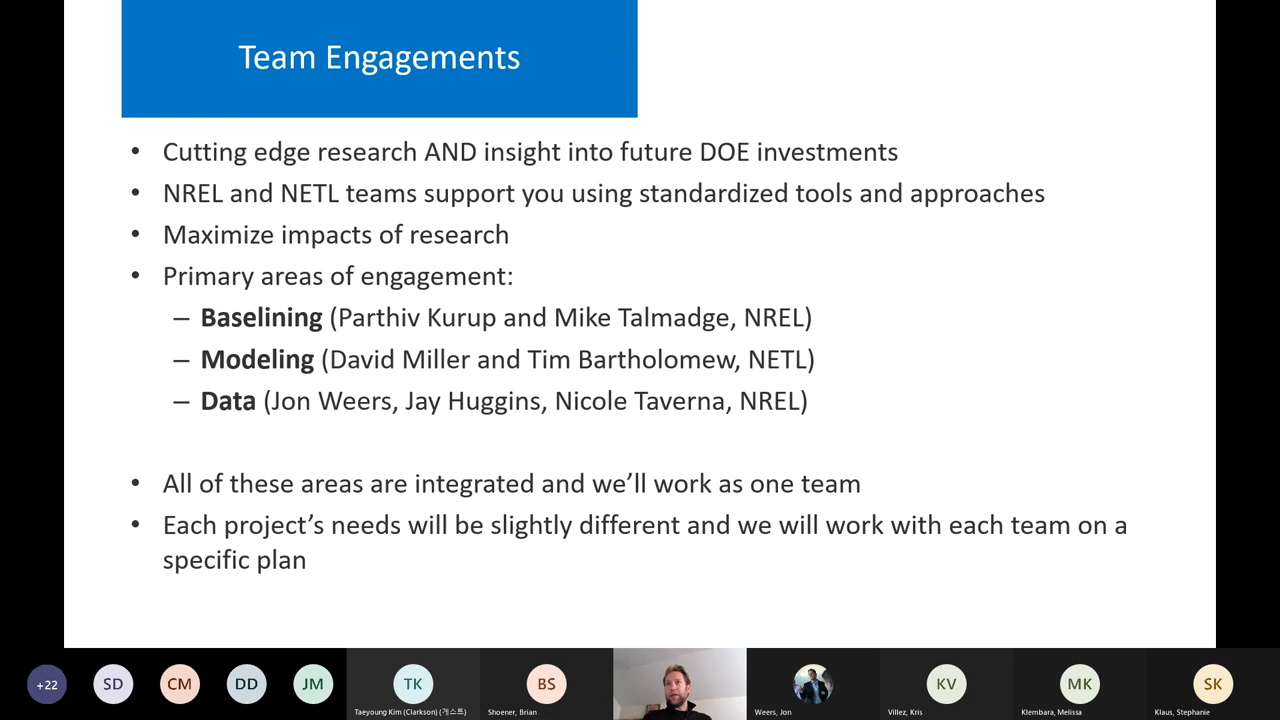 Team Engagements
• Cutting edge research AND insight into future DOE investments
• NREL and NETL teams support you using standardized tools and approaches
• Maximize impacts of research
• Primary areas of engagement:
– Baselining (Parthiv Kurup and Mike Talmadge, NREL)
– Modeling (David Miller and Tim Bartholomew, NETL)
– Data (Jon Weers, Jay Huggins, Nicole Taverna, NREL)
• All of these areas are integrated and we’ll work as one team
• Each project’s needs will be slightly different and we will work with each team on a
specific plan
+22 SD CM DD JM TK BS KV MK SK
Taeyoung Kim (Clarkson) (게스트) Shoener, Brian Weers, Jon Villez, Kris Klembara, Melissa Klaus, Stephanie